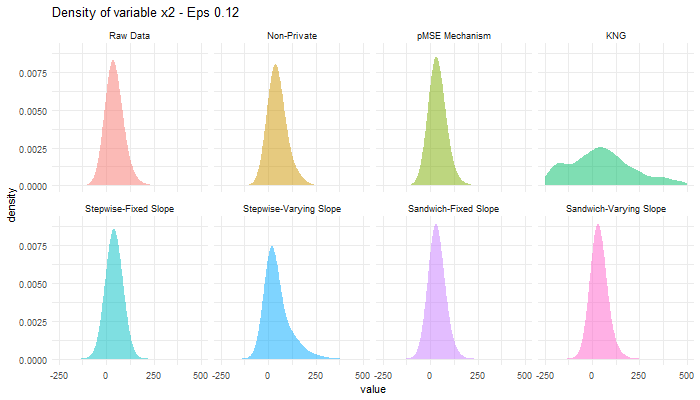 Density of variable x2 - Eps 0.12
Raw Data Non-Private pMSE Mechanism KNG
0.0075
0.0050
0.0025
0.0000
density
Stepwise-Fixed Slope Stepwise-Varying Slope Sandwich-Fixed Slope Sandwich-Varying Slope
0.0075
0.0050
0.0025
0.0000
-250 0 250 500 -250 0 250 500 -250 0 250 500 -250 0 250 500
value